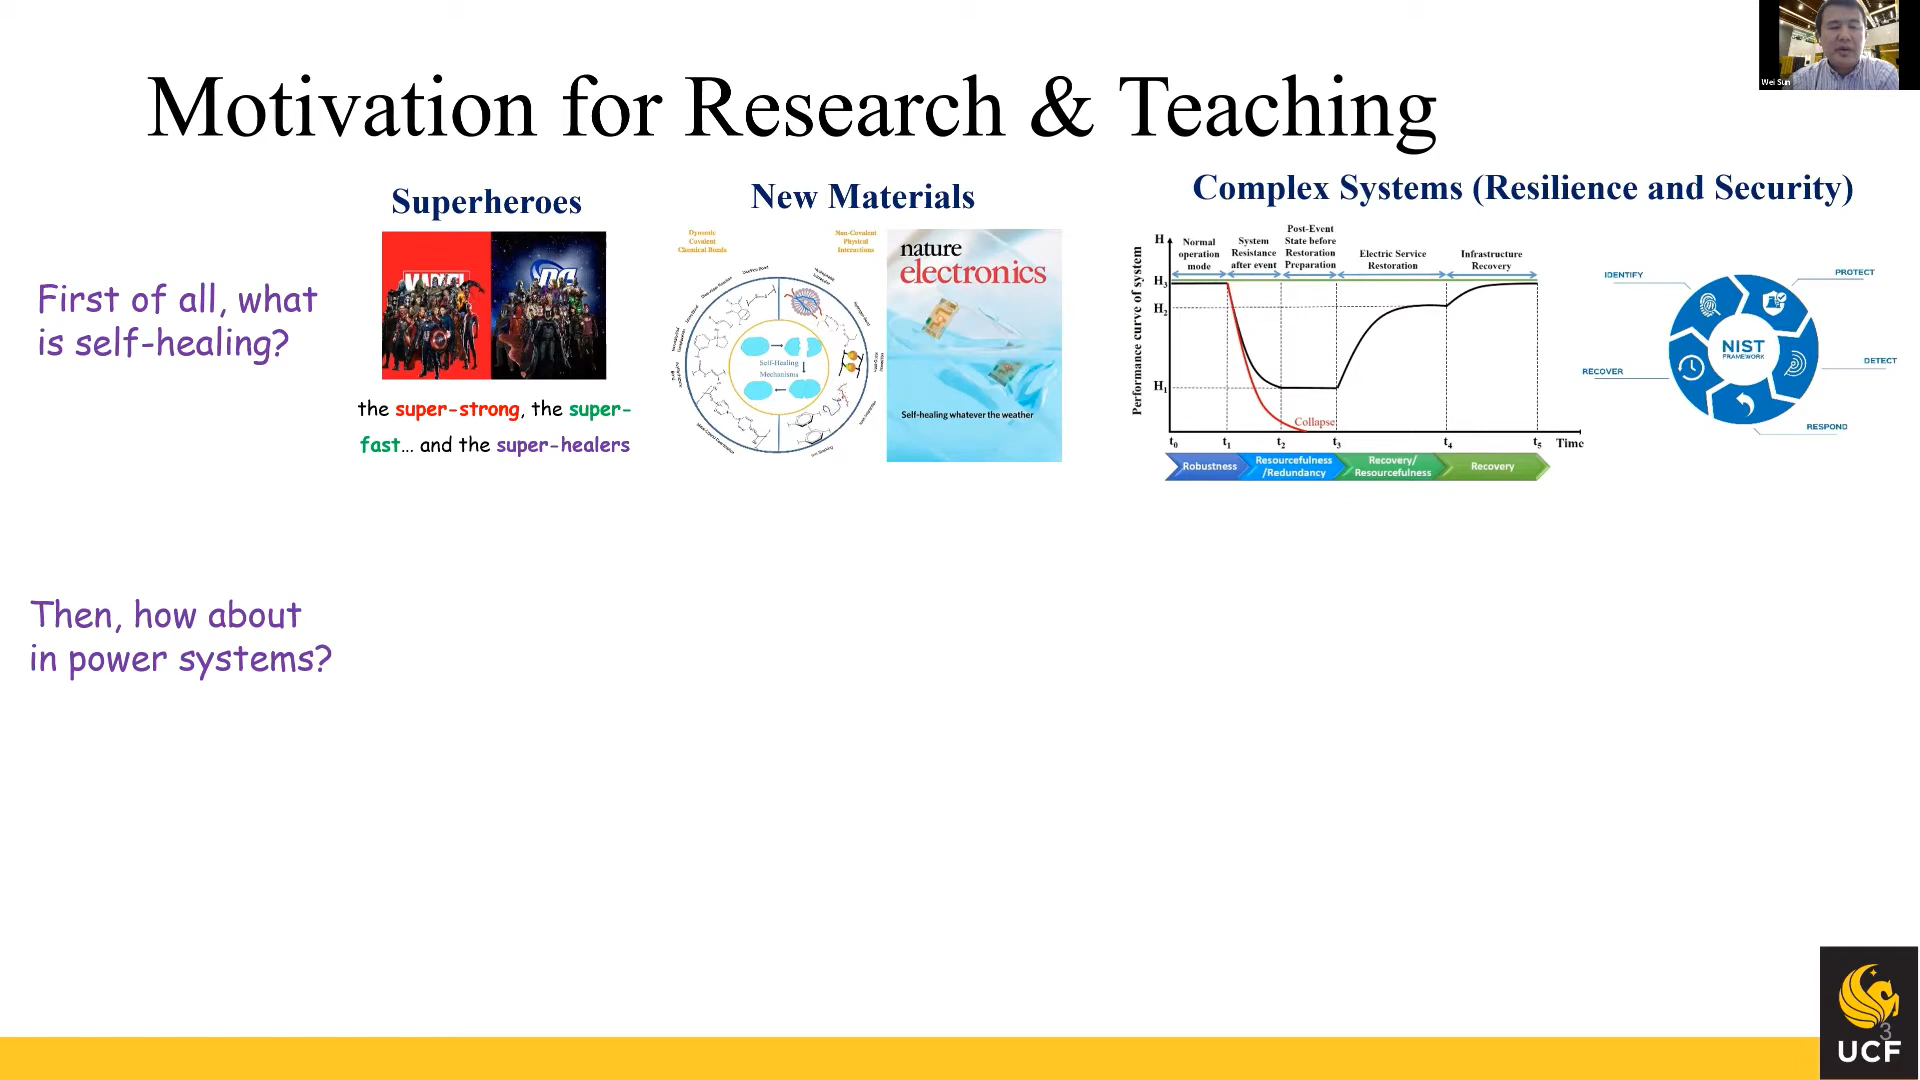 Wei Sun
Motivation for Research & Teaching
First of all, what
is self-healing?
Superheroes
MARVEL
DC
the super-strong, the super-
fast... and the super-healers
New Materials
Dynamic
Covalent
Chemical Bonds
Non-Covalent
Physical
Interactions
Self-Healing
Mechanisms
nature
electronics
Self-healing whatever the weather
Complex Systems (Resilience and Security)
Performance curve of system
H
H3
H2
H1
Normal
operation
mode
System
Resistance
after event
Post-Event
State before
Restoration
Preparation
Electric Service
Restoration
Infrastructure
Recovery
Collapse
t0 t1 t2 t3 t4 t5 Time
Robustness
Resourcefulness
/Redundancy
Recovery/
Resourcefulness
Recovery
IDENTIFY
PROTECT
DETECT
RESPOND
RECOVER
NIST
FRAMEWORK
Then, how about
in power systems?
3
UCF